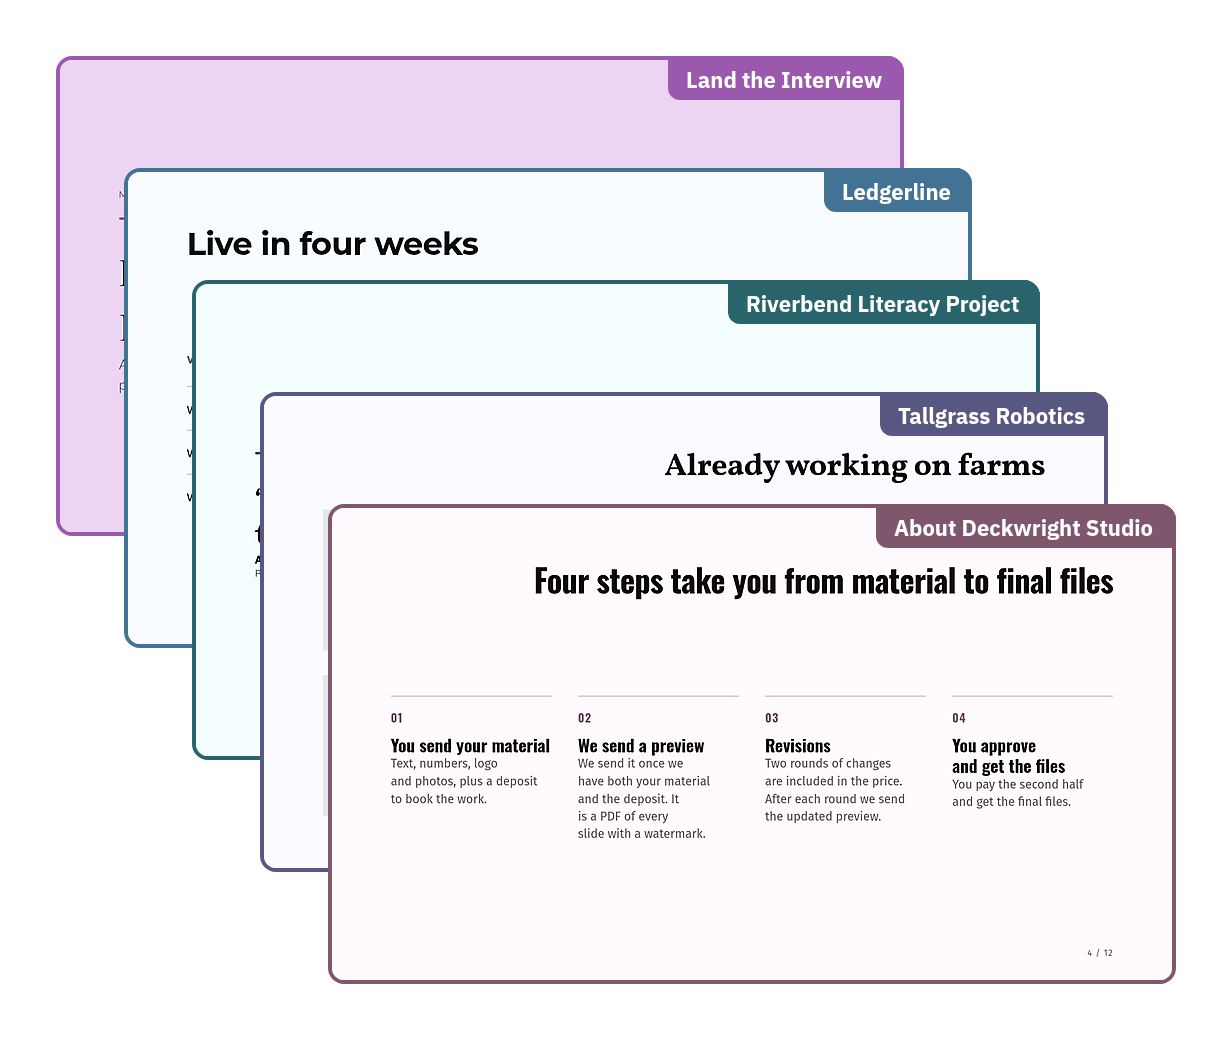 Land the Interview
Ledgerline
Live in four weeks
Riverbend Literacy Project
Tallgrass Robotics
Already working on farms
About Deckwright Studio
Four steps take you from material to final files
01
You send your material
Text, numbers, logo
and photos, plus a deposit
to book the work.
02
We send a preview
We send it once we
have both your material
and the deposit. It
is a PDF of every
slide with a watermark.
03
Revisions
Two rounds of changes
are included in the price.
After each round we send
the updated preview.
04
You approve
and get the files
You pay the second half
and get the final files.
4 / 12